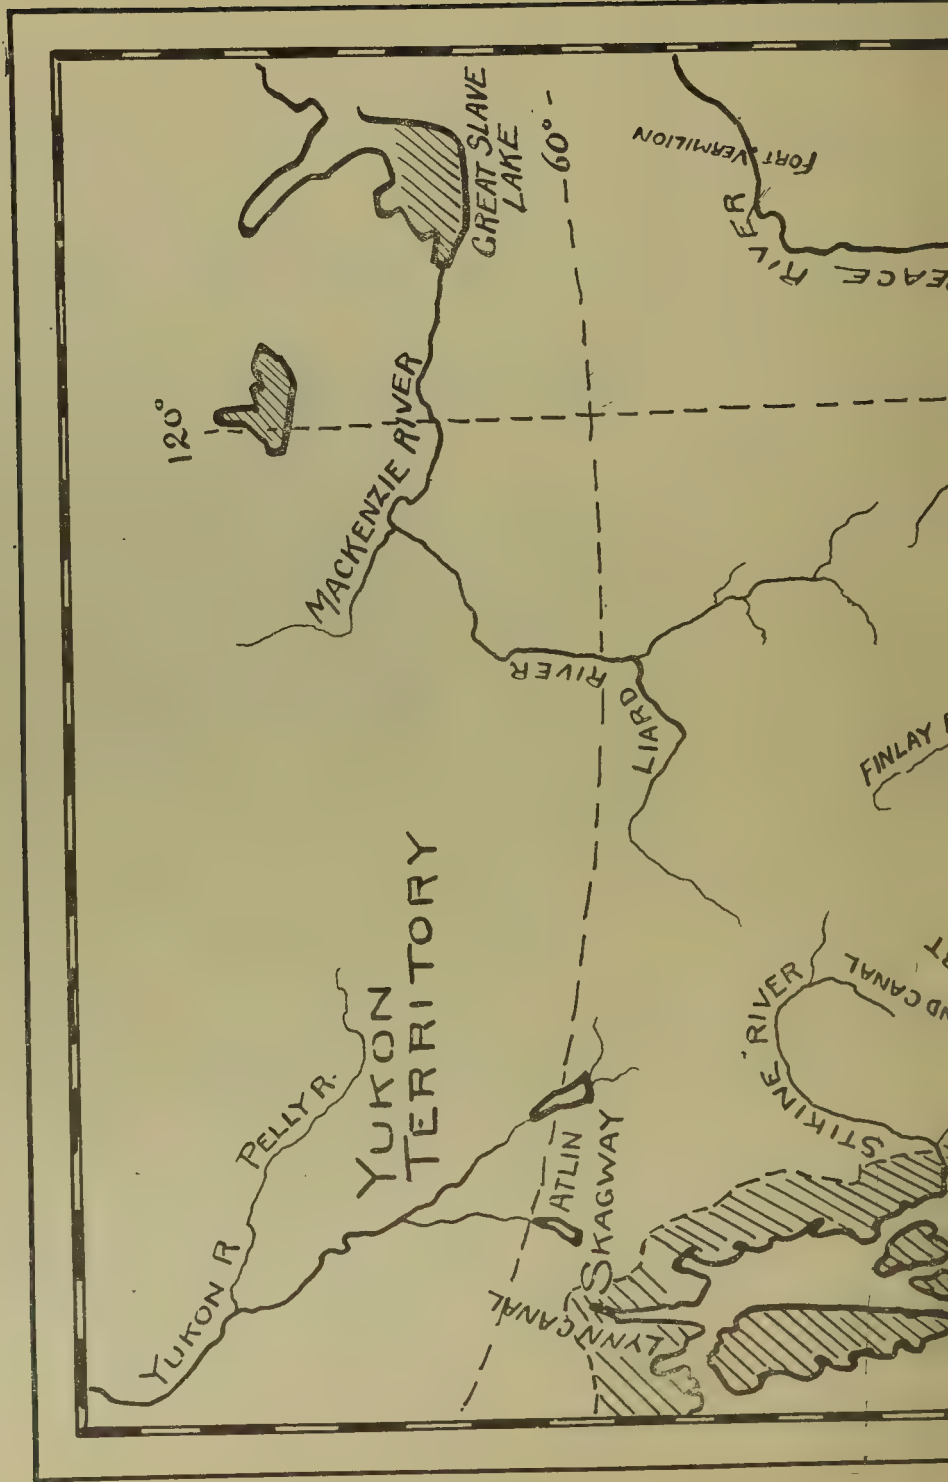 GREAT SLAVE
LAKE
60°
FORT VERMILION
RIVER
120°
MACKENZIE RIVER
LIARD RIVER
FINLAY
YUKON
TERRITORY
PELLY R.
YUKON R
ATLIN
SKAGWAY
LYNN CANAL
STIKINE RIVER
CANAL